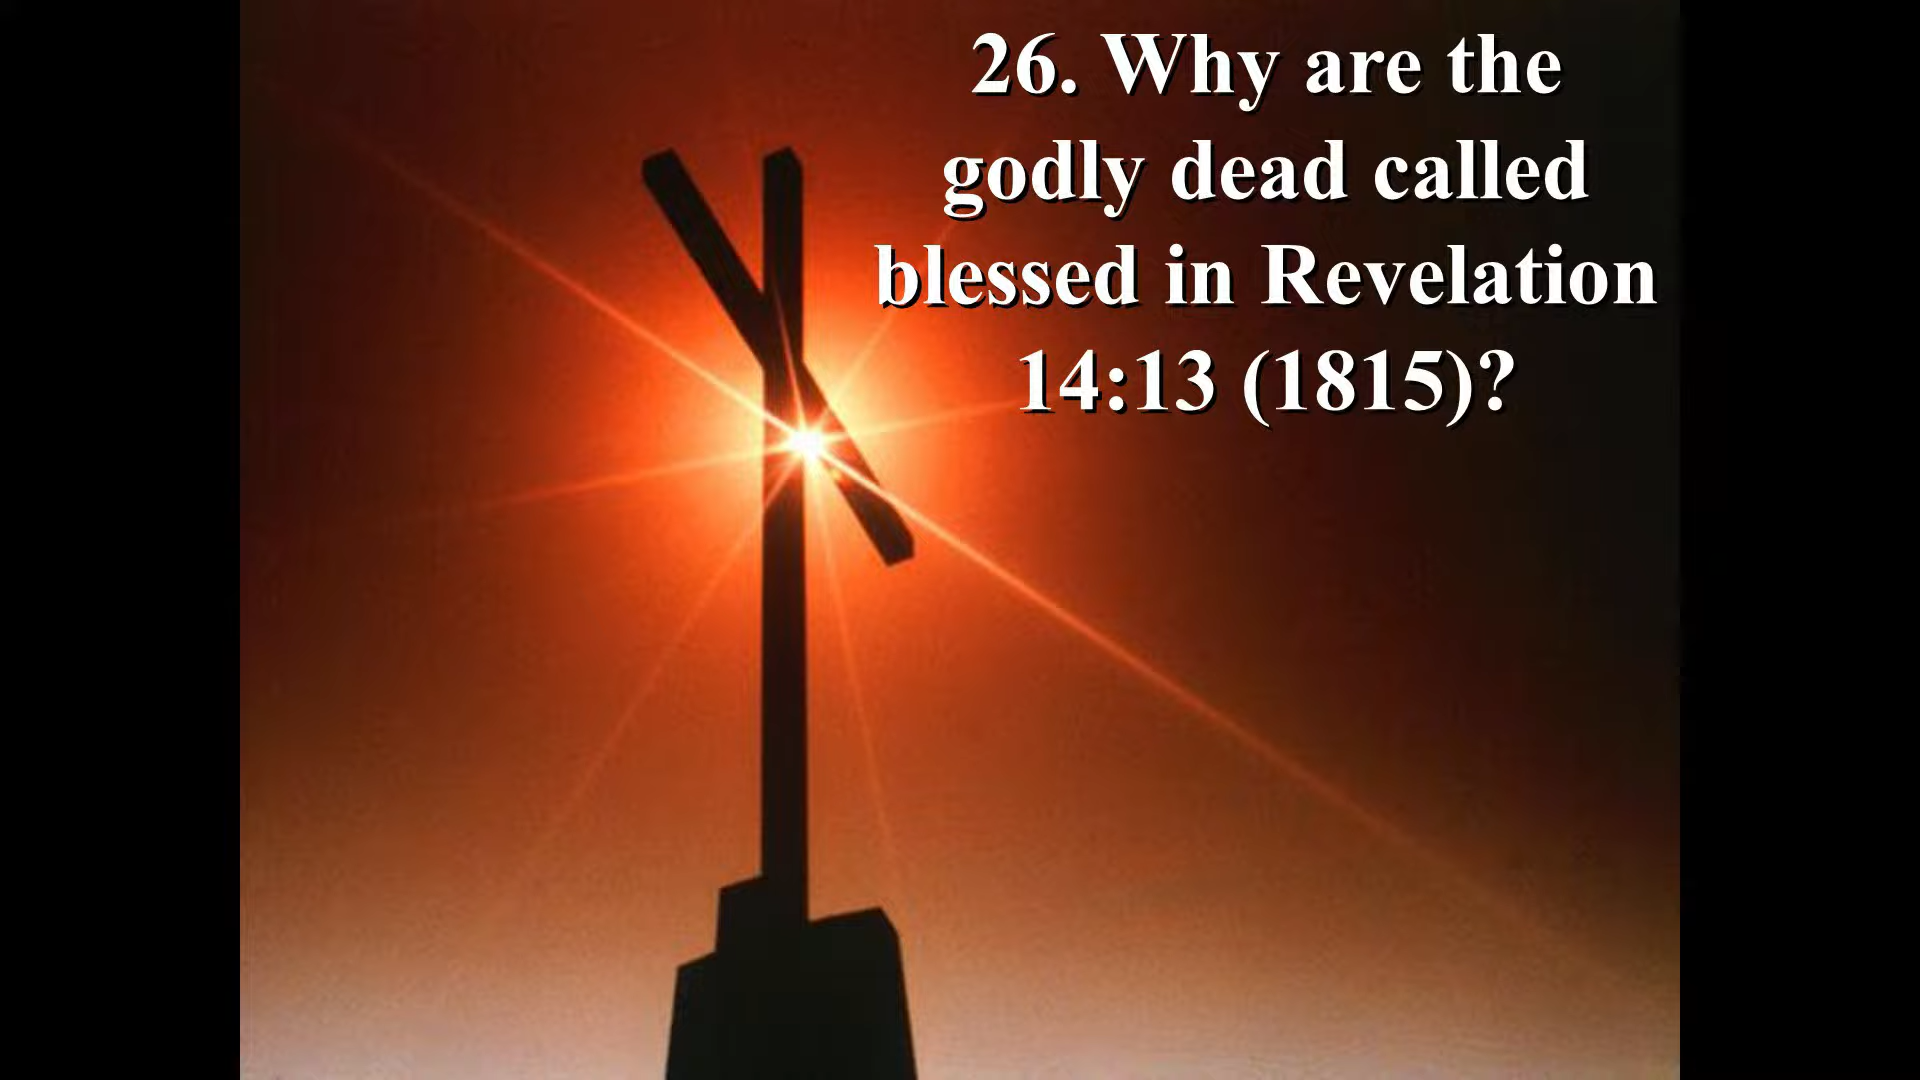 26. Why are the
godly dead called
blessed in Revelation
14:13 (1815)?